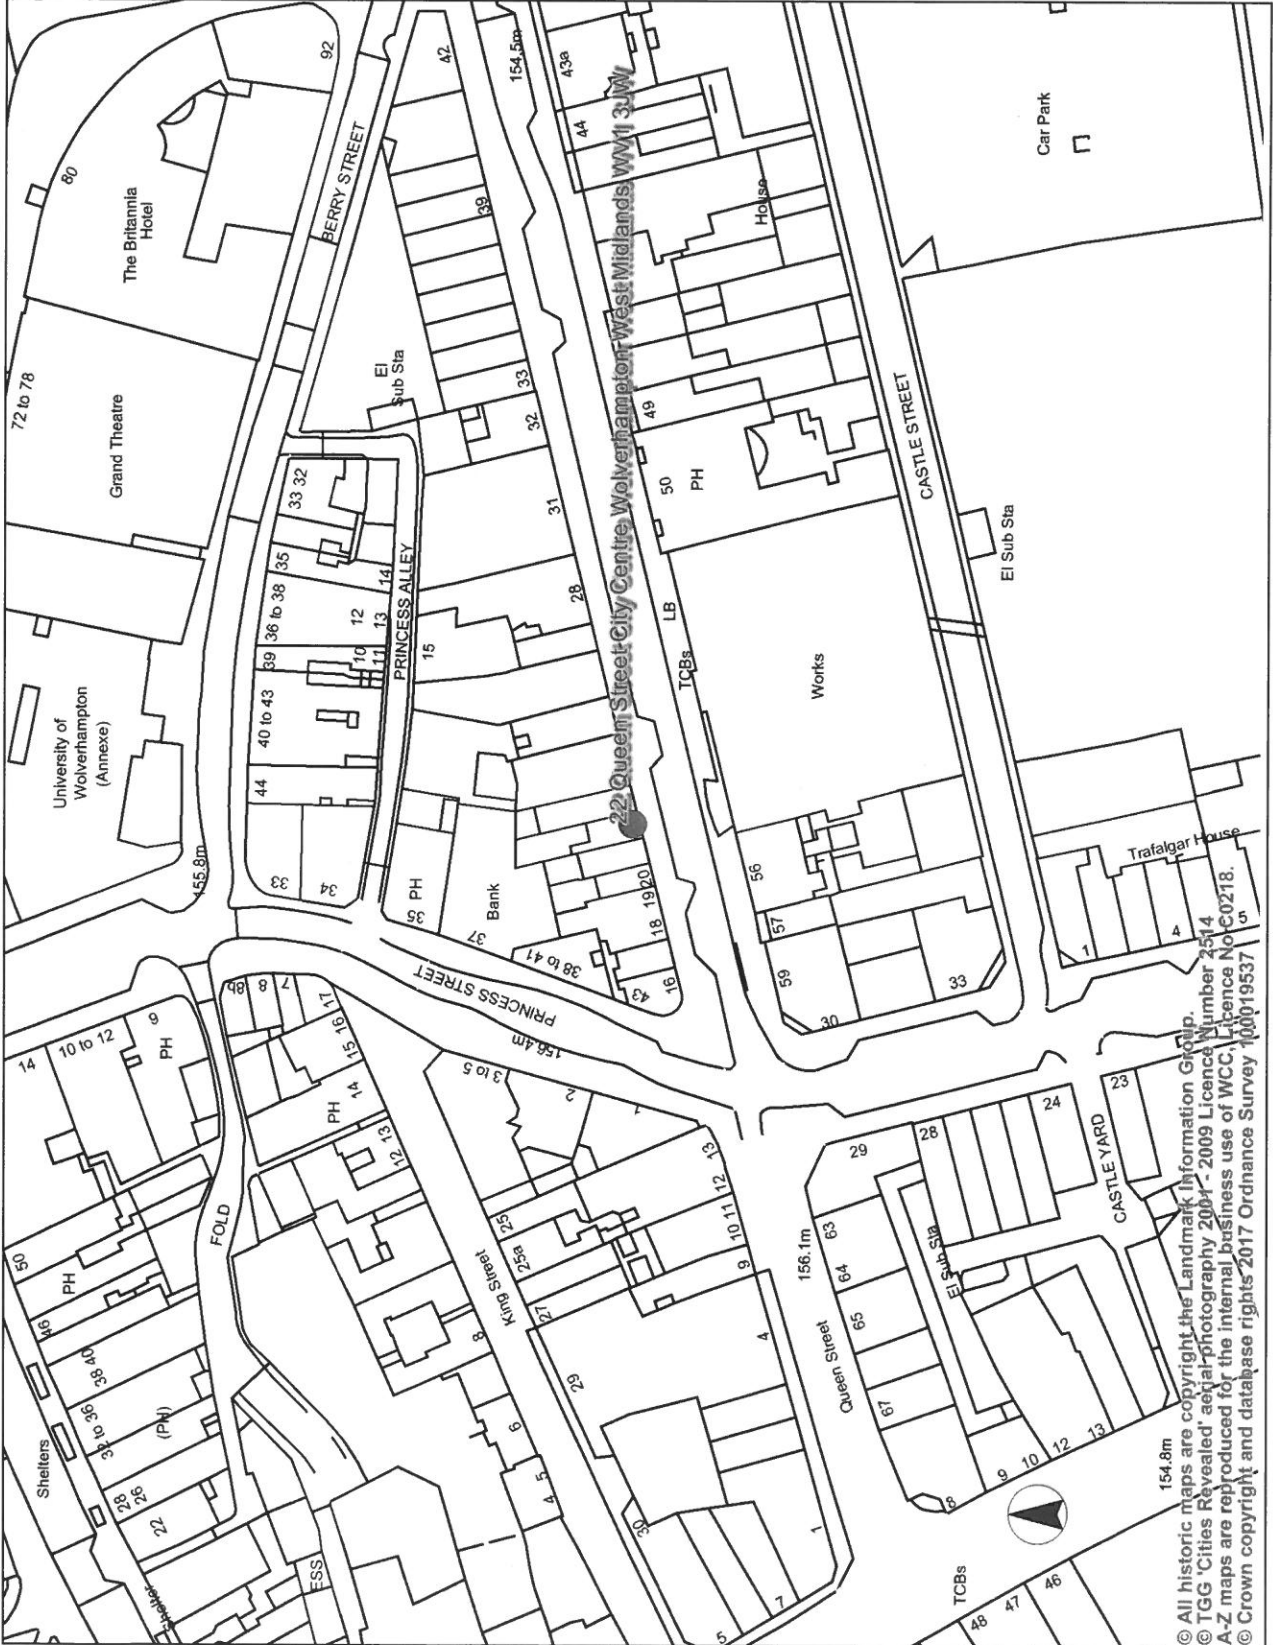 72 to 78
80
92
The Britannia
Hotel
Grand Theatre
University of
Wolverhampton
(Annexe)
155.8m
BERRY STREET
42
154.5m
43a
44
El
Sub Sta
39
33
32
31
28
33 32
35
36 to 38
39
40 to 43
44
33
34
14
12
13
10
11
PRINCESS ALLEY
15
35
PH
Bank
37
38 to 41
43
16
18
19 20
22 Queen Street City Centre Wolverhampton West Midlands WV1 3JW
House
49
50
PH
LB
TCBs
Works
56
57
59
30
33
CASTLE STREET
El Sub Sta
Car Park
Trafalgar House
1
4
5
PRINCESS STREET
156.4m
14
10 to 12
9
PH
8b
8
7
17
15 16
14
PH
12 13
FOLD
50
PH
46
38 40
32 to 36
(PH)
28
26
22
Shelters
Shelter
ESS
3 to 5
2
1
13
12
10 11
9
25
25a
27
29
King Street
8
6
5
4
30
4
1
7
5
156.1m
Queen Street
63
64
65
67
29
28
24
23
CASTLE YARD
El Sub Sta
8
9
10
12
13
154.8m
TCBs
48
47
46
© All historic maps are copyright the Landmark Information Group.
© TGG 'Cities Revealed' aerial photography 2001 - 2009 Licence Number 2514
A-Z maps are reproduced for the internal business use of WCC, Licence No C0218.
© Crown copyright and database rights 2017 Ordnance Survey 100019537